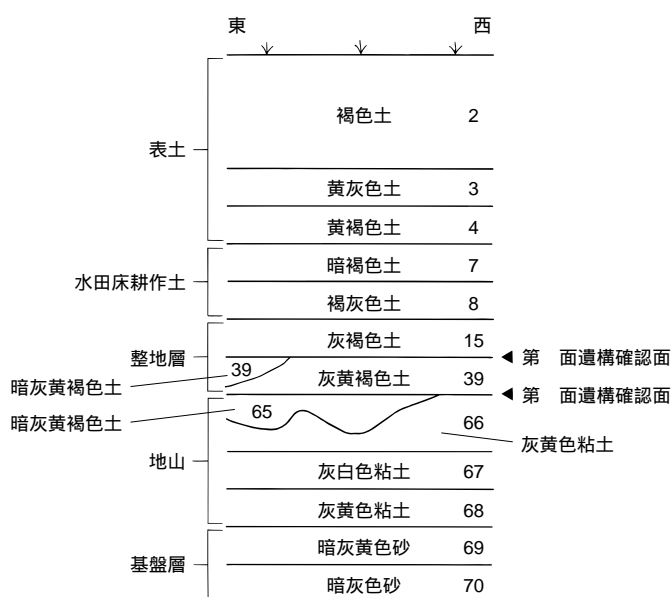 東 西
褐色土 2
表土
黄灰色土 3
黄褐色土 4
暗褐色土 7
水田床耕作土
褐灰色土 8
灰褐色土 15
整地層
第 面遺構確認面
39
暗灰黄褐色土
灰黄褐色土 39
第 面遺構確認面
65
暗灰黄褐色土
66
灰黄色粘土
地山
灰白色粘土 67
灰黄色粘土 68
暗灰黄色砂 69
基盤層
暗灰色砂 70